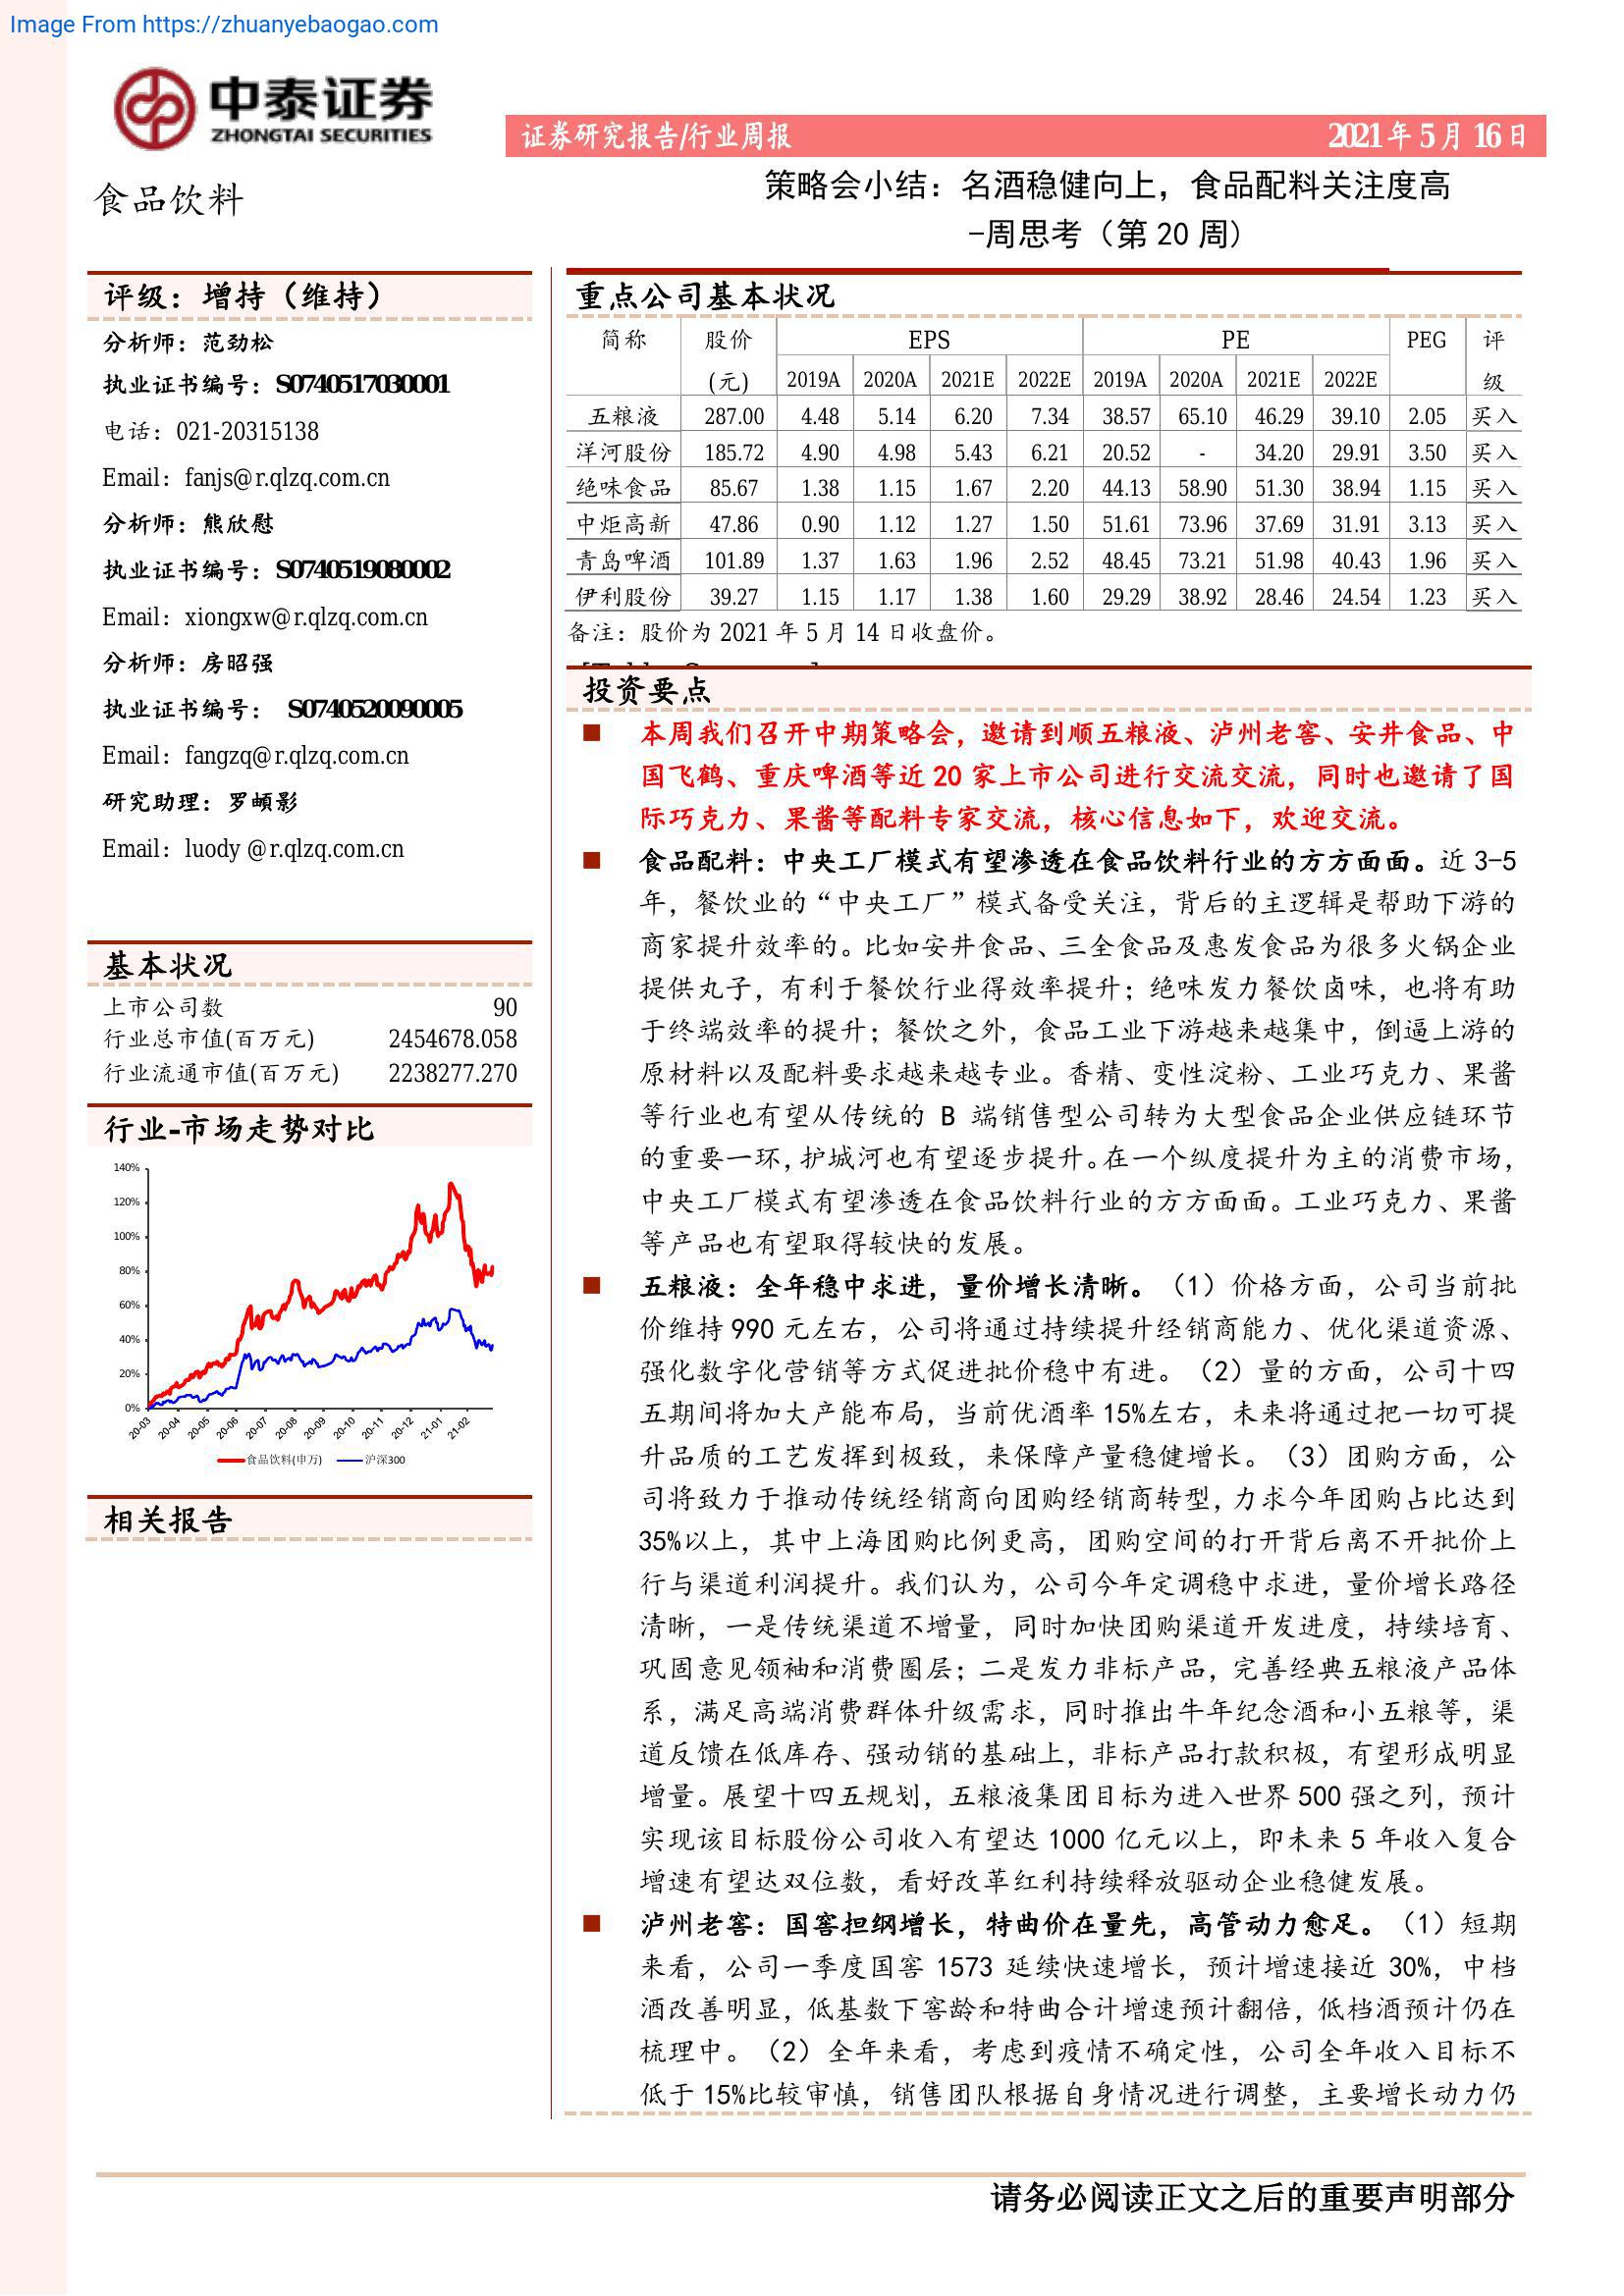 Image From https://zhuanyebaogao.com
中泰证券
ZHONGTAI SECURITIES
证券研究报告/行业周报 2021年5月16日
食品饮料
策略会小结：名酒稳健向上，食品配料关注度高
-周思考（第 20 周）
评级：增持（维持）
分析师：范劲松
执业证书编号：S0740517030001
电话：021-20315138
Email：fanjs@r.qlzq.com.cn
分析师：熊欣慰
执业证书编号：S0740519080002
Email：xiongxw@r.qlzq.com.cn
分析师：房昭强
执业证书编号： S0740520090005
Email：fangzq@r.qlzq.com.cn
研究助理：罗頔影
Email：luody @r.qlzq.com.cn
基本状况
上市公司数 90
行业总市值(百万元) 2454678.058
行业流通市值(百万元) 2238277.270
行业-市场走势对比
140%
120%
100%
80%
60%
40%
20%
0%
20-03 20-04 20-05 20-06 20-07 20-08 20-09 20-10 20-11 20-12 21-01 21-02
食品饮料(申万) 沪深300
相关报告
重点公司基本状况
简称 股价 EPS PE PEG 评
(元) 2019A 2020A 2021E 2022E 2019A 2020A 2021E 2022E 级
五粮液 287.00 4.48 5.14 6.20 7.34 38.57 65.10 46.29 39.10 2.05 买入
洋河股份 185.72 4.90 4.98 5.43 6.21 20.52 - 34.20 29.91 3.50 买入
绝味食品 85.67 1.38 1.15 1.67 2.20 44.13 58.90 51.30 38.94 1.15 买入
中炬高新 47.86 0.90 1.12 1.27 1.50 51.61 73.96 37.69 31.91 3.13 买入
青岛啤酒 101.89 1.37 1.63 1.96 2.52 48.45 73.21 51.98 40.43 1.96 买入
伊利股份 39.27 1.15 1.17 1.38 1.60 29.29 38.92 28.46 24.54 1.23 买入
备注：股价为 2021 年 5 月 14 日收盘价。
投资要点
■ 本周我们召开中期策略会，邀请到顺五粮液、泸州老窖、安井食品、中
国飞鹤、重庆啤酒等近 20 家上市公司进行交流交流，同时也邀请了国
际巧克力、果酱等配料专家交流，核心信息如下，欢迎交流。
■ 食品配料：中央工厂模式有望渗透在食品饮料行业的方方面面。近 3-5
年，餐饮业的“中央工厂”模式备受关注，背后的主逻辑是帮助下游的
商家提升效率的。比如安井食品、三全食品及惠发食品为很多火锅企业
提供丸子，有利于餐饮行业得效率提升；绝味发力餐饮卤味，也将有助
于终端效率的提升；餐饮之外，食品工业下游越来越集中，倒逼上游的
原材料以及配料要求越来越专业。香精、变性淀粉、工业巧克力、果酱
等行业也有望从传统的 B 端销售型公司转为大型食品企业供应链环节
的重要一环，护城河也有望逐步提升。在一个纵度提升为主的消费市场，
中央工厂模式有望渗透在食品饮料行业的方方面面。工业巧克力、果酱
等产品也有望取得较快的发展。
■ 五粮液：全年稳中求进，量价增长清晰。（1）价格方面，公司当前批
价维持 990 元左右，公司将通过持续提升经销商能力、优化渠道资源、
强化数字化营销等方式促进批价稳中有进。（2）量的方面，公司十四
五期间将加大产能布局，当前优酒率 15%左右，未来将通过把一切可提
升品质的工艺发挥到极致，来保障产量稳健增长。（3）团购方面，公
司将致力于推动传统经销商向团购经销商转型，力求今年团购占比达到
35%以上，其中上海团购比例更高，团购空间的打开背后离不开批价上
行与渠道利润提升。我们认为，公司今年定调稳中求进，量价增长路径
清晰，一是传统渠道不增量，同时加快团购渠道开发进度，持续培育、
巩固意见领袖和消费圈层；二是发力非标产品，完善经典五粮液产品体
系，满足高端消费群体升级需求，同时推出牛年纪念酒和小五粮等，渠
道反馈在低库存、强动销的基础上，非标产品打款积极，有望形成明显
增量。展望十四五规划，五粮液集团目标为进入世界 500 强之列，预计
实现该目标股份公司收入有望达 1000 亿元以上，即未来 5 年收入复合
增速有望达双位数，看好改革红利持续释放驱动企业稳健发展。
■ 泸州老窖：国窖担纲增长，特曲价在量先，高管动力愈足。（1）短期
来看，公司一季度国窖 1573 延续快速增长，预计增速接近 30%，中档
酒改善明显，低基数下窖龄和特曲合计增速预计翻倍，低档酒预计仍在
梳理中。（2）全年来看，考虑到疫情不确定性，公司全年收入目标不
低于 15%比较审慎，销售团队根据自身情况进行调整，主要增长动力仍
请务必阅读正文之后的重要声明部分